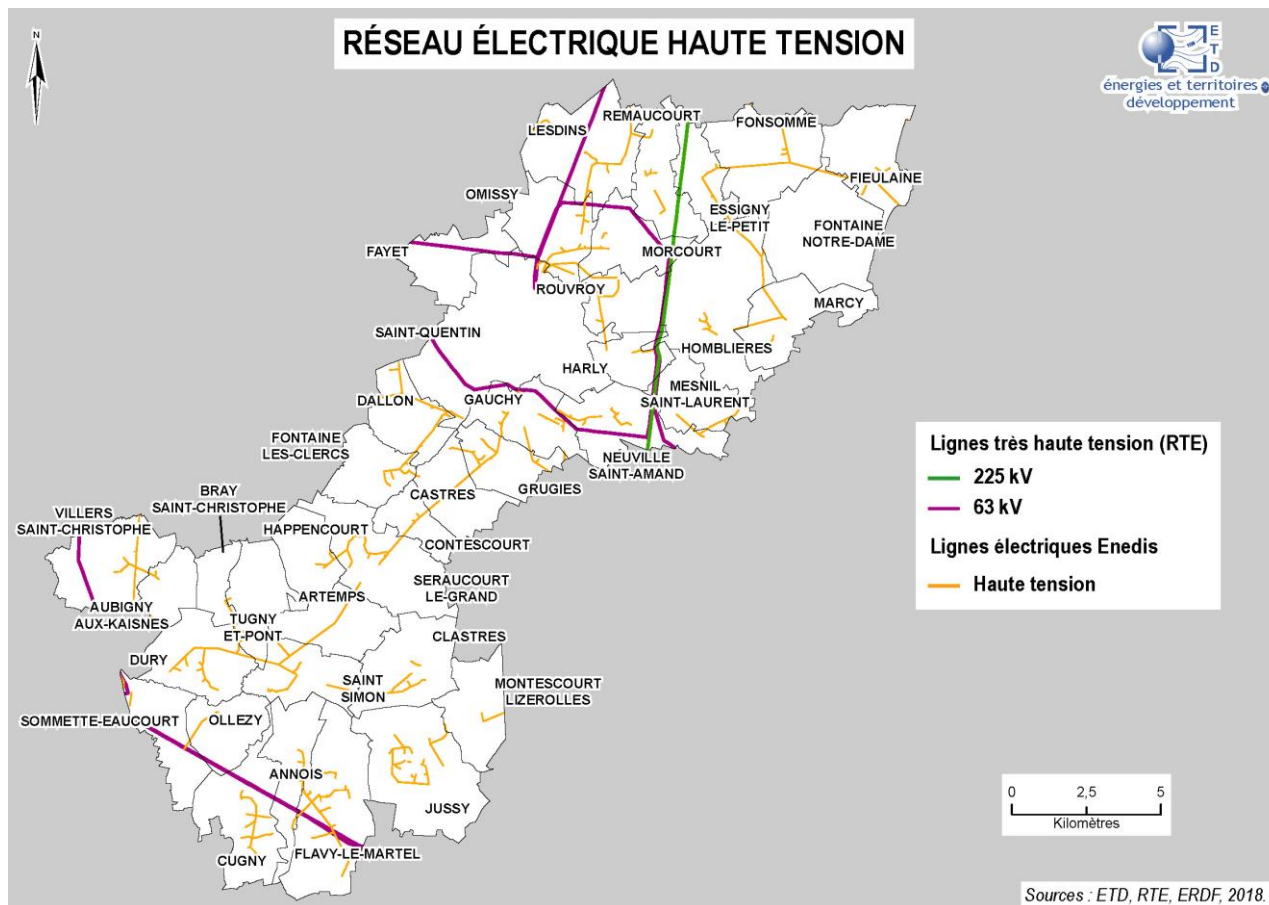 RÉSEAU ÉLECTRIQUE HAUTE TENSION
N
E
T
D
énergies et territoires
développement
REMAUCOURT
LESDINS
FONSOMME
FIEULAINE
OMISSY
ESSIGNY
LE-PETIT
FONTAINE
NOTRE-DAME
FAYET
MORCOURT
ROUVROY
MARCY
SAINT-QUENTIN
HOMBLIERES
HARLY
MESNIL
SAINT-LAURENT
DALLON
GAUCHY
FONTAINE
LES-CLERCS
NEUVILLE
SAINT-AMAND
GRUGIES
CASTRES
BRAY
SAINT-CHRISTOPHE
VILLERS
SAINT-CHRISTOPHE
HAPPENCOURT
CONTESCOURT
SERAUCOURT
LE-GRAND
ARTEMPS
AUBIGNY
AUX-KAISNES
TUGNY
ET-PONT
CLASTRES
DURY
SAINT
SIMON
MONTESCOURT
LIZEROLLES
SOMMETTE-EAUCOURT
OLLEZY
ANNOIS
JUSSY
FLAVY-LE-MARTEL
CUGNY
Lignes très haute tension (RTE)
225 kV
63 kV
Lignes électriques Enedis
Haute tension
0 2,5 5
Kilomètres
Sources : ETD, RTE, ERDF, 2018.